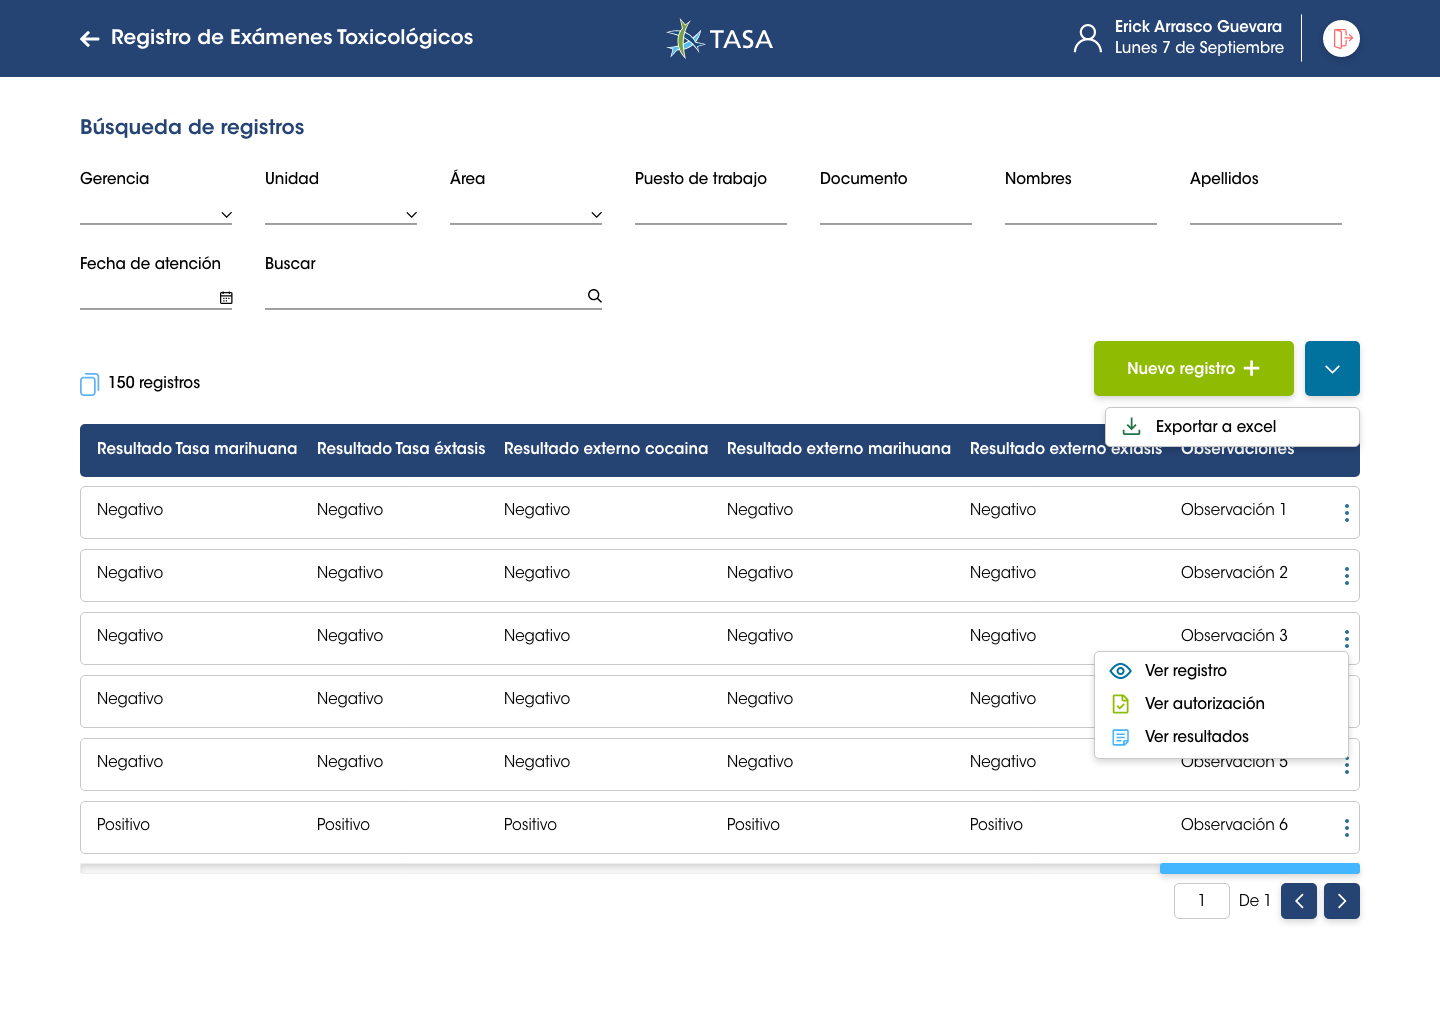 Registro de Exámenes Toxicológicos
TASA
Erick Arrasco Guevara
Lunes 7 de Septiembre
Búsqueda de registros
Gerencia
Unidad
Área
Puesto de trabajo
Documento
Nombres
Apellidos
Fecha de atención
Buscar
150 registros
Nuevo registro
Exportar a excel
Resultado Tasa marihuana
Resultado Tasa éxtasis
Resultado externo cocaina
Resultado externo marihuana
Resultado externo éxtasis
Observaciones
Negativo Negativo Negativo Negativo Negativo Observación 1
Negativo Negativo Negativo Negativo Negativo Observación 2
Negativo Negativo Negativo Negativo Negativo Observación 3
Ver registro
Negativo Negativo Negativo Negativo Negativo
Ver autorización
Ver resultados
Negativo Negativo Negativo Negativo Negativo Observación 5
Positivo Positivo Positivo Positivo Positivo Observación 6
1 De 1